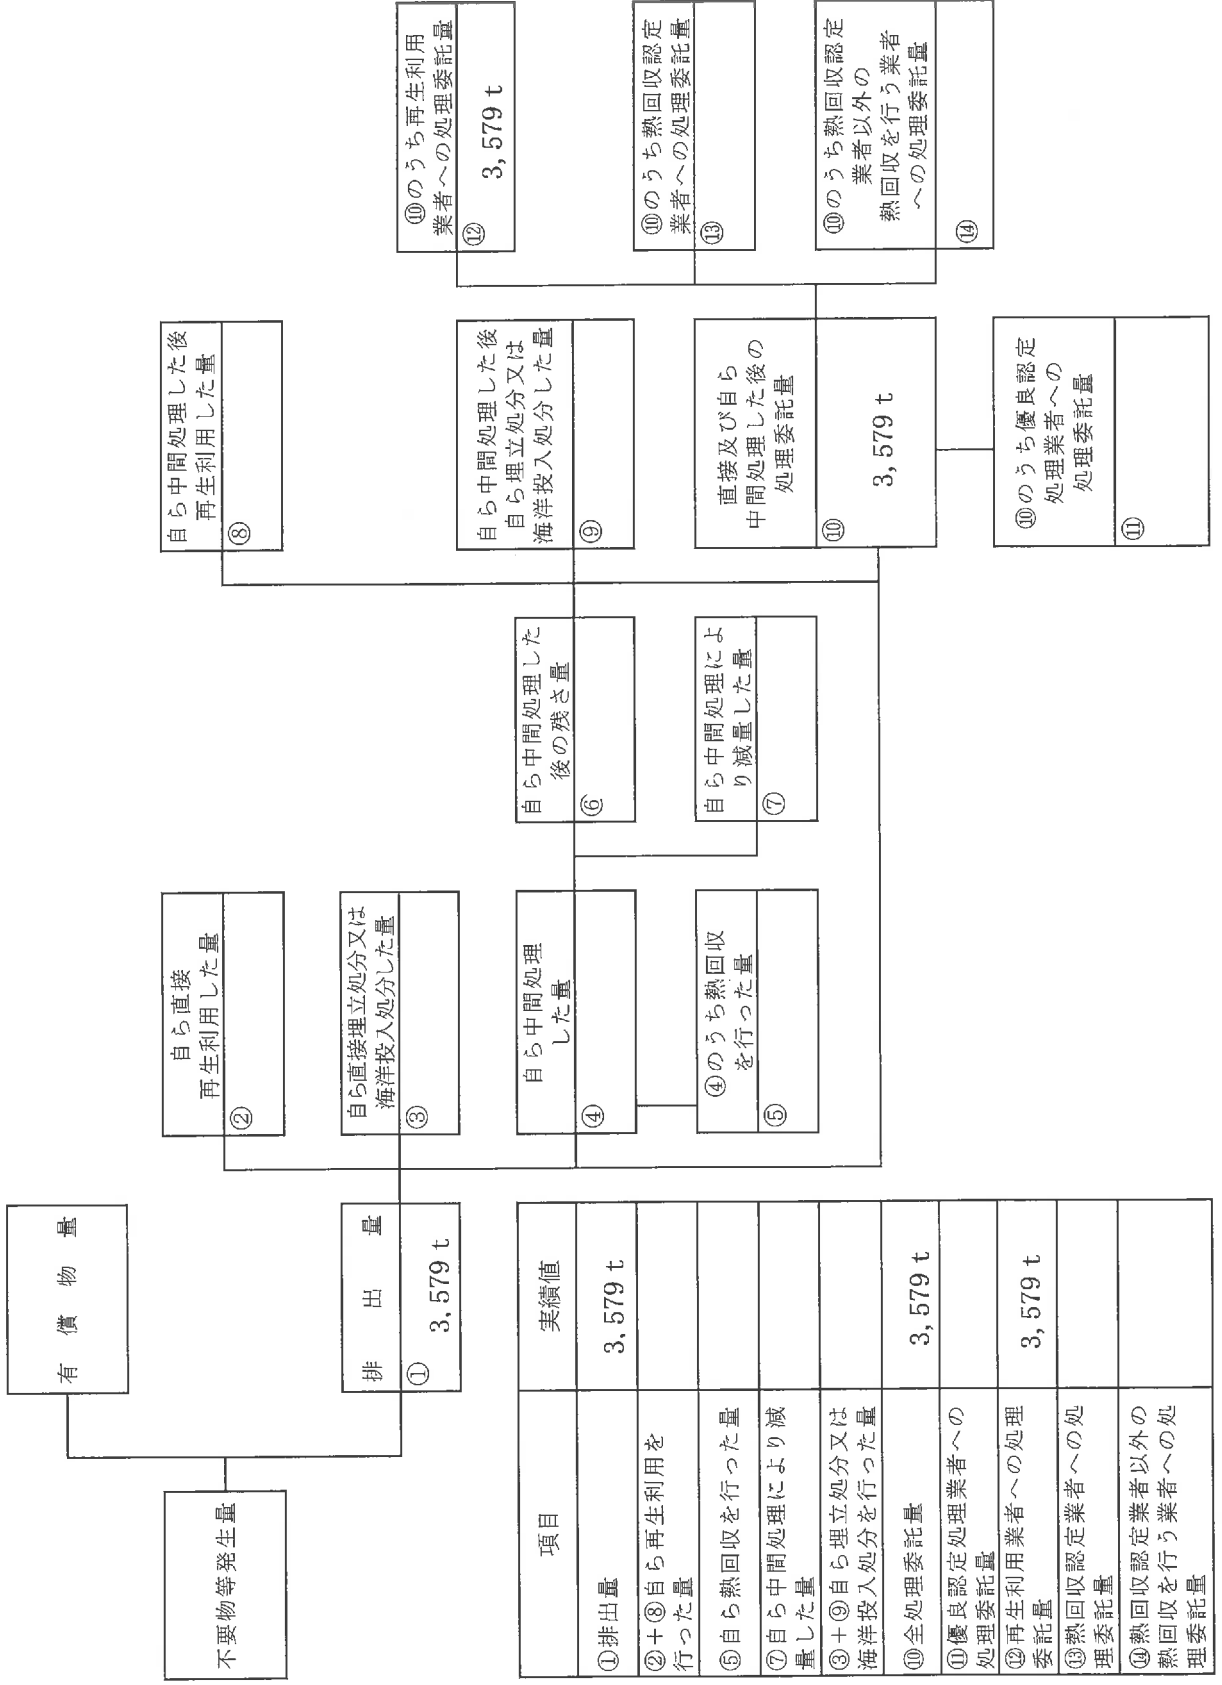 不要物等発生量
有償物量
排出量
①
3,579 t
自ら直接
再生利用した量
②
自ら直接埋立処分又は
海洋投入処分した量
③
自ら中間処理
した量
④
④のうち熱回収
を行った量
⑤
自ら中間処理した
後の残さ量
⑥
自ら中間処理によ
り減量した量
⑦
自ら中間処理した後
再生利用した量
⑧
自ら中間処理した後
自ら埋立処分又は
海洋投入処分した量
⑨
直接及び自ら
中間処理した後の
処理委託量
⑩
3,579 t
⑩のうち優良認定
処理業者への
処理委託量
⑪
⑩のうち再生利用
業者への処理委託量
⑫
3,579 t
⑩のうち熱回収認定
業者への処理委託量
⑬
⑩のうち熱回収認定
業者以外の
熱回収を行う業者
への処理委託量
⑭
項目 実績値
①排出量 3.579 t
②+⑧自ら再生利用を
行った量
⑤自ら熱回収を行った量
⑦自ら中間処理により減
量した量
③+⑨自ら埋立処分又は
海洋投入処分を行った量
⑩全処理委託量 3,579 t
⑪優良認定処理業者への
処理委託量
⑫再生利用業者への処理
委託量 3,579 t
⑬熱回収認定業者への処
理委託量
⑭熱回収認定業者以外の
熱回収を行う業者への処
理委託量